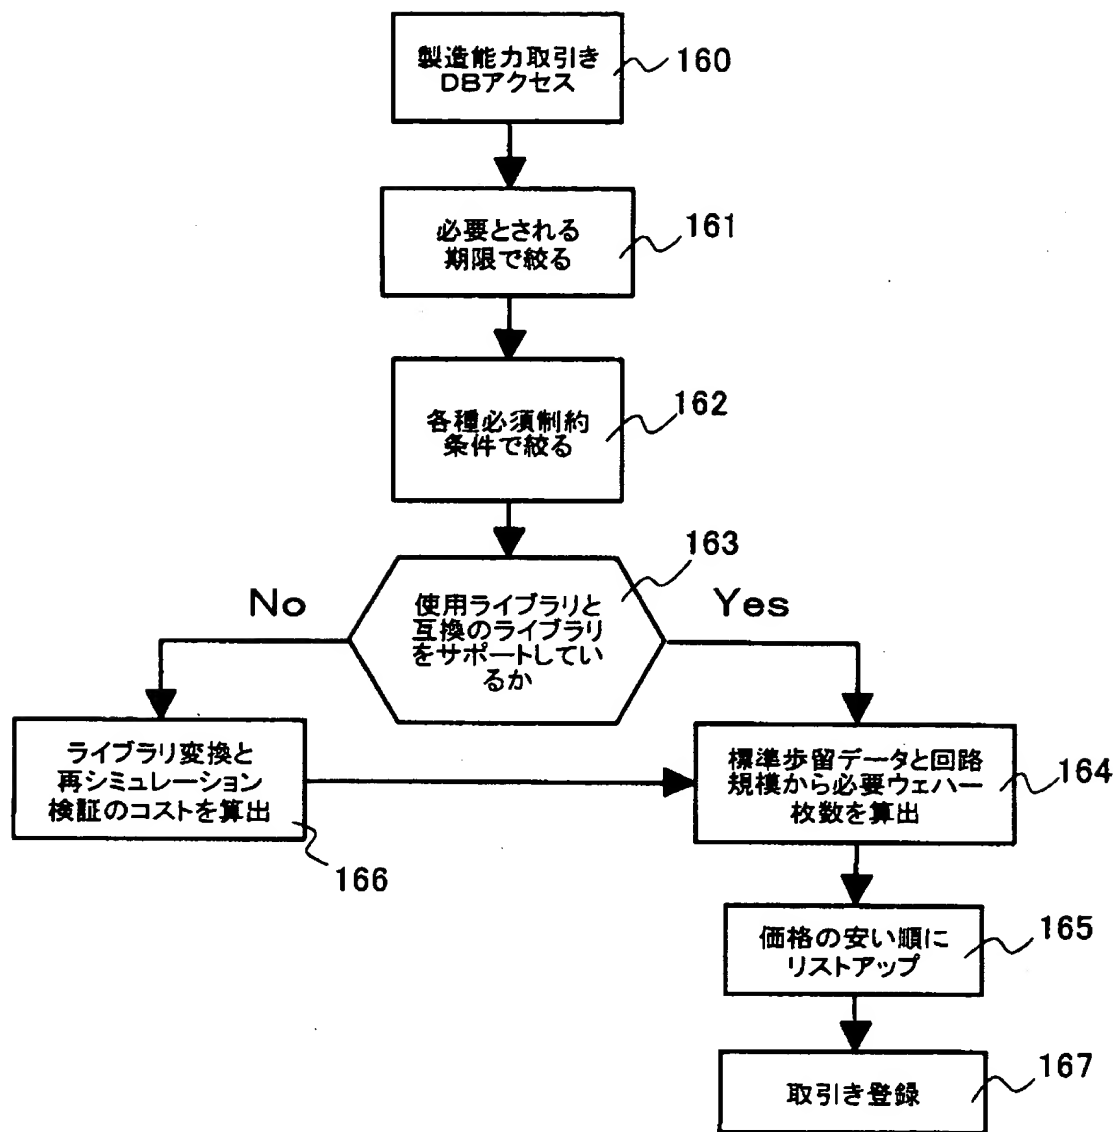 製造能力取引き
DBアクセス
160
必要とされる
期限で絞る
161
各種必須制約
条件で絞る
162
163
No
Yes
使用ライブラリと
互換のライブラリ
をサポートしてい
るか
ライブラリ変換と
再シミュレーション
検証のコストを算出
166
標準歩留データと回路
規模から必要ウェハー
枚数を算出
164
価格の安い順に
リストアップ
165
取引き登録
167